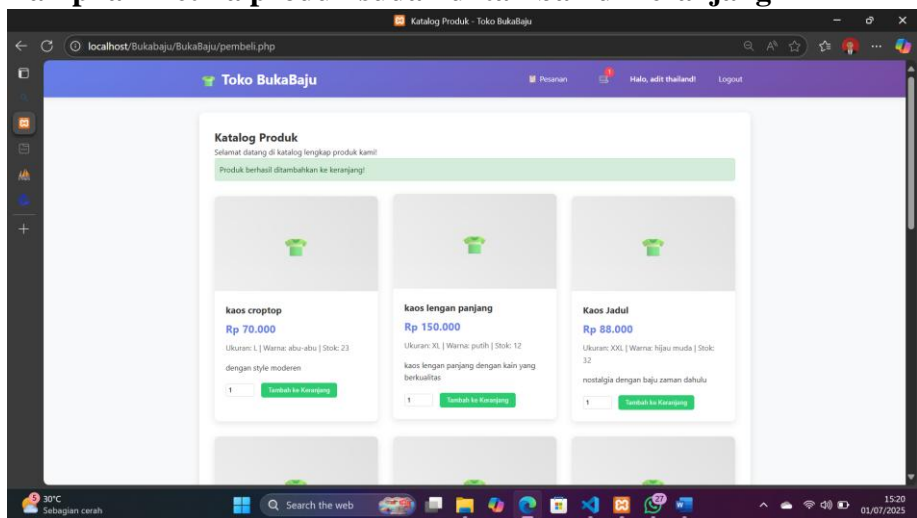 Katalog Produk - Toko BukaBaju
localhost/Bukabaju/BukaBaju/pembeli.php
Toko BukaBaju
Pesanan
1
Halo, adit thailand!
Logout
Katalog Produk
Selamat datang di katalog lengkap produk kami!
Produk berhasil ditambahkan ke keranjang!
kaos croptop
Rp 70.000
Ukuran: L | Warna: abu-abu | Stok: 23
dengan style moderen
1
Tambah ke Keranjang
kaos lengan panjang
Rp 150.000
Ukuran: XL | Warna: putih | Stok: 12
kaos lengan panjang dengan kain yang
berkualitas
1
Tambah ke Keranjang
Kaos Jadul
Rp 88.000
Ukuran: XXL | Warna: hijau muda | Stok:
32
nostalgia dengan baju zaman dahulu
1
Tambah ke Keranjang
5
30°C
Sebagian cerah
Search the web
27
15:20
01/07/2025